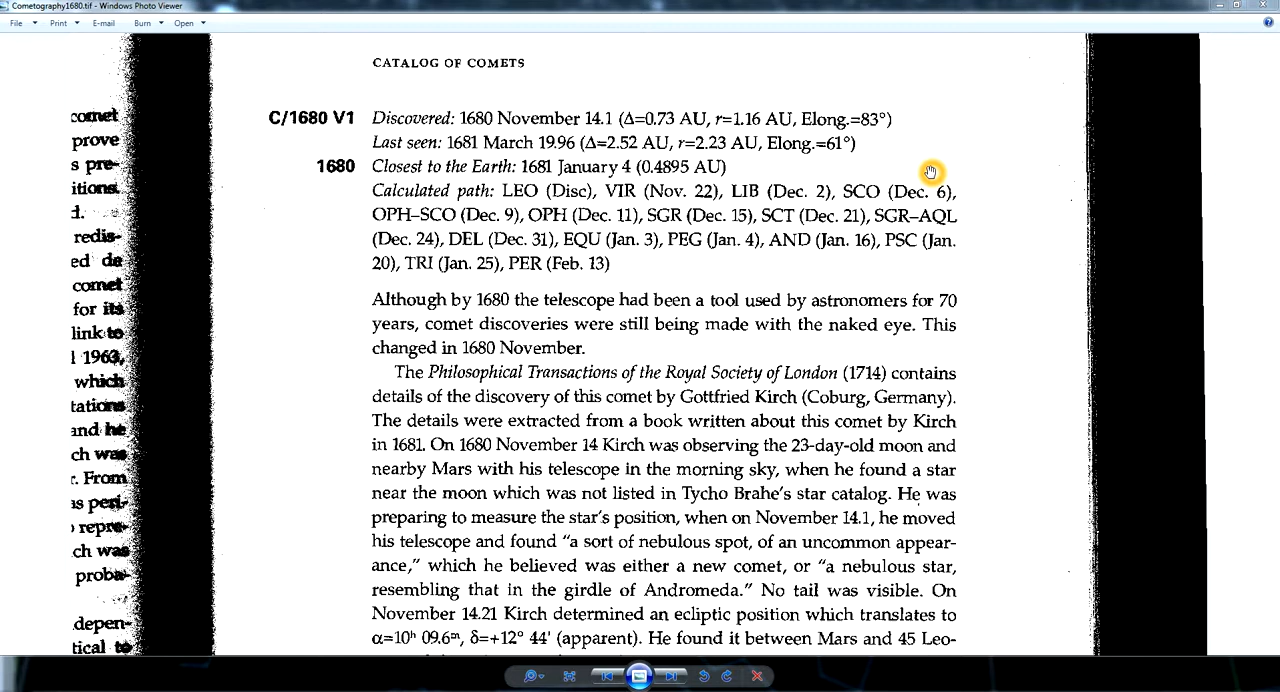 Cometography1680.tif - Windows Photo Viewer
File Print E-mail Burn Open
CATALOG OF COMETS
C/1680 V1 Discovered: 1680 November 14.1 (Δ=0.73 AU, r=1.16 AU, Elong.=83°)
Last seen: 1681 March 19.96 (Δ=2.52 AU, r=2.23 AU, Elong.=61°)
1680 Closest to the Earth: 1681 January 4 (0.4895 AU)
Calculated path: LEO (Disc), VIR (Nov. 22), LIB (Dec. 2), SCO (Dec. 6),
OPH–SCO (Dec. 9), OPH (Dec. 11), SGR (Dec. 15), SCT (Dec. 21), SGR–AQL
(Dec. 24), DEL (Dec. 31), EQU (Jan. 3), PEG (Jan. 4), AND (Jan. 16), PSC (Jan.
20), TRI (Jan. 25), PER (Feb. 13)
Although by 1680 the telescope had been a tool used by astronomers for 70
years, comet discoveries were still being made with the naked eye. This
changed in 1680 November.
The Philosophical Transactions of the Royal Society of London (1714) contains
details of the discovery of this comet by Gottfried Kirch (Coburg, Germany).
The details were extracted from a book written about this comet by Kirch
in 1681. On 1680 November 14 Kirch was observing the 23-day-old moon and
nearby Mars with his telescope in the morning sky, when he found a star
near the moon which was not listed in Tycho Brahe's star catalog. He was
preparing to measure the star's position, when on November 14.1, he moved
his telescope and found "a sort of nebulous spot, of an uncommon appear-
ance," which he believed was either a new comet, or "a nebulous star,
resembling that in the girdle of Andromeda." No tail was visible. On
November 14.21 Kirch determined an ecliptic position which translates to
α=10ʰ 09.6ᵐ, δ=+12° 44' (apparent). He found it between Mars and 45 Leo-
comet
prove
s pre-
itions.
d.
redis-
ed de
comet
for its
link to
1963,
which
tations
and he
ch was
r. From
as peri-
repre-
ch was
proba-
depen-
tical to